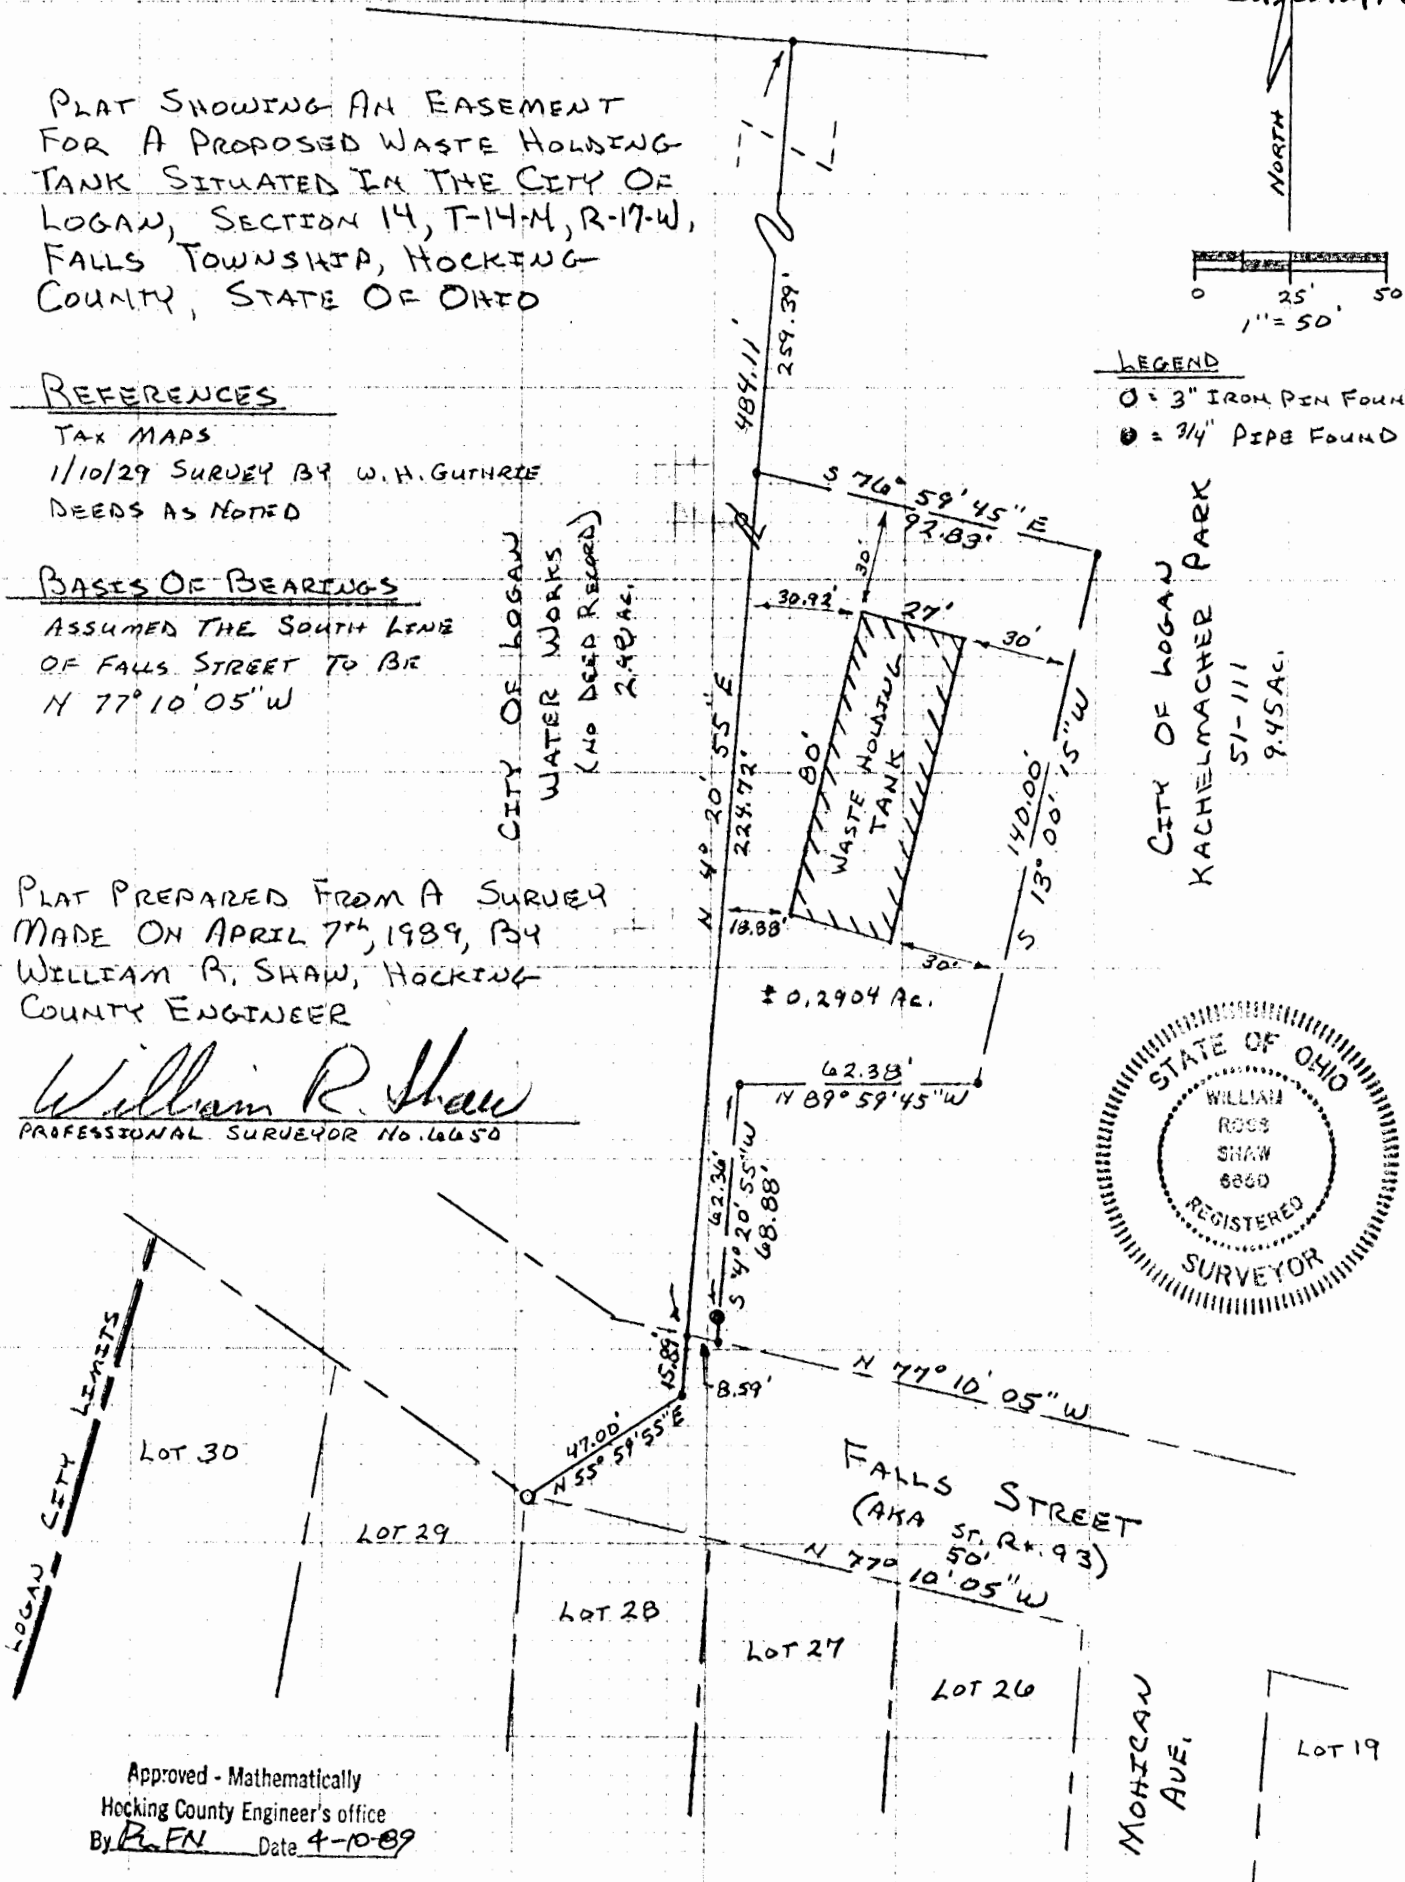 PLAT SHOWING AN EASEMENT
FOR A PROPOSED WASTE HOLDING
TANK SITUATED IN THE CITY OF
LOGAN, SECTION 14, T-14-N, R-17-W,
FALLS TOWNSHIP, HOCKING
COUNTY, STATE OF OHIO
NORTH
0 25' 50
1" = 50'
LEGEND
O = 3" IRON PIN FOUN
● = 3/4" PIPE FOUND
REFERENCES
TAX MAPS
1/10/29 SURVEY BY W.H. GUTHRIE
DEEDS AS NOTED
BASIS OF BEARINGS
ASSUMED THE SOUTH LINE
OF FALLS STREET TO BE
N 77° 10' 05" W
CITY OF LOGAN
WATER WORKS
(NO DEED RECORD)
2.98 AC.
484.11'
259.39'
S 76° 59' 45" E
92.83'
30'
30.92'
27'
30'
80'
WASTE HOLDING
TANK
N 4° 20' 55" E
224.72'
140.00'
S 13° 00' 15" W
18.88'
30'
± 0.2904 Ac.
CITY OF LOGAN
KACHELMACHER PARK
51-111
9.45 AC.
PLAT PREPARED FROM A SURVEY
MADE ON APRIL 7th, 1989, BY
WILLIAM R. SHAW, HOCKING
COUNTY ENGINEER
William R. Shaw
PROFESSIONAL SURVEYOR NO. 6650
62.38'
N 89° 59' 45" W
62.36'
S 4° 20' 55" W
68.88'
STATE OF OHIO
WILLIAM
ROSS
SHAW
6650
REGISTERED
SURVEYOR
15.89'
8.59'
47.00'
N 55° 59' 55" E
N 77° 10' 05" W
FALLS STREET
(AKA ST. Rt. 93)
50'
N 77° 10' 05" W
LOGAN CITY LIMITS
LOT 30
LOT 29
LOT 28
LOT 27
LOT 26
MOHICAN
AVE.
LOT 19
Approved - Mathematically
Hocking County Engineer's office
By Date 4-10-89